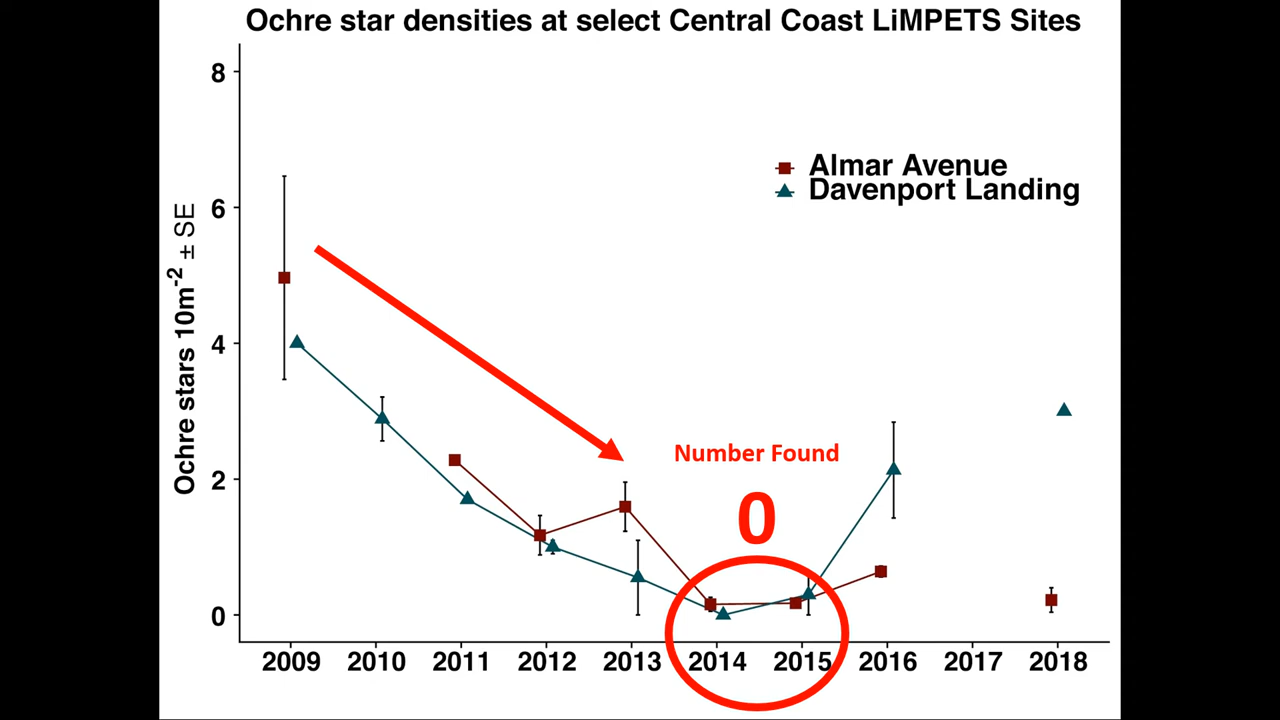 Ochre star densities at select Central Coast LiMPETS Sites
Ochre stars 10m⁻² ± SE
8
6
4
2
0
Almar Avenue
Davenport Landing
Number Found
0
2009 2010 2011 2012 2013 2014 2015 2016 2017 2018